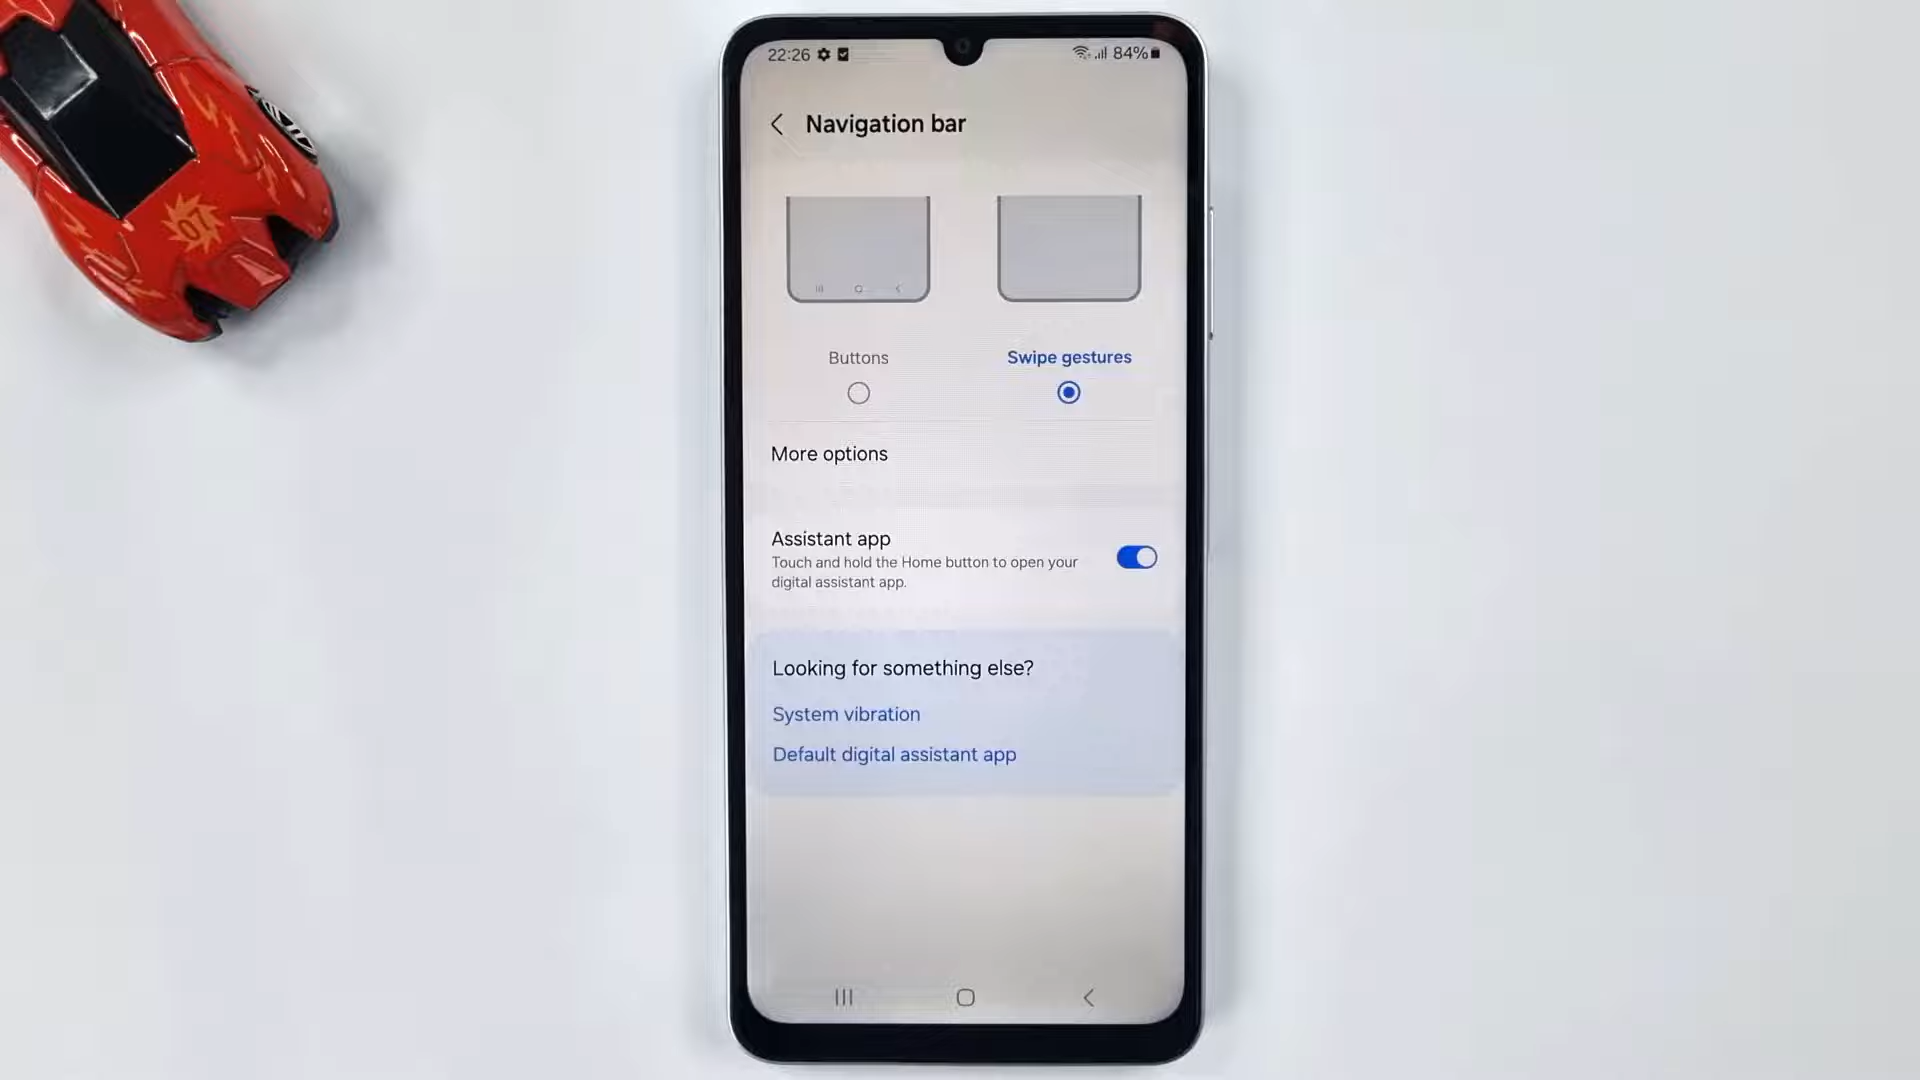 07
22:26
84%
Navigation bar
Buttons
Swipe gestures
More options
Assistant app
Touch and hold the Home button to open your
digital assistant app.
Looking for something else?
System vibration
Default digital assistant app